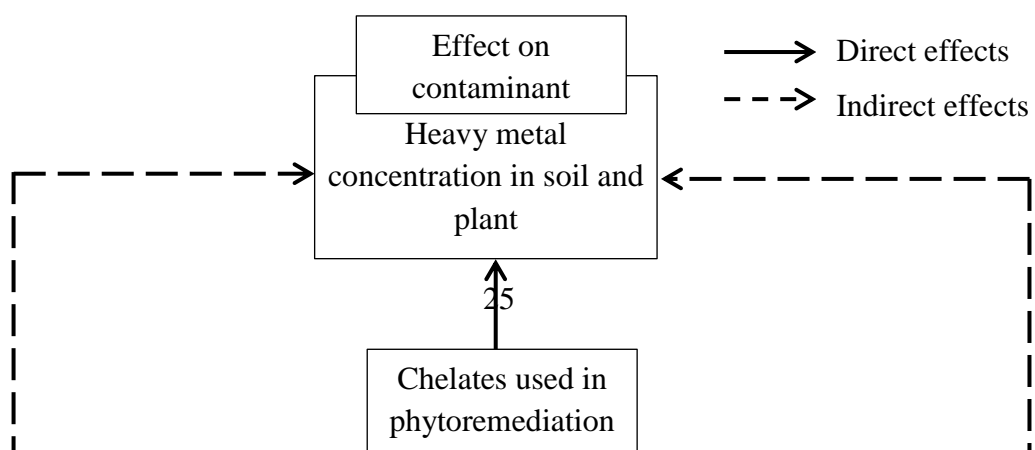 Effect on
contaminant
Heavy metal
concentration in soil and
plant
Direct effects
Indirect effects
25
Chelates used in
phytoremediation